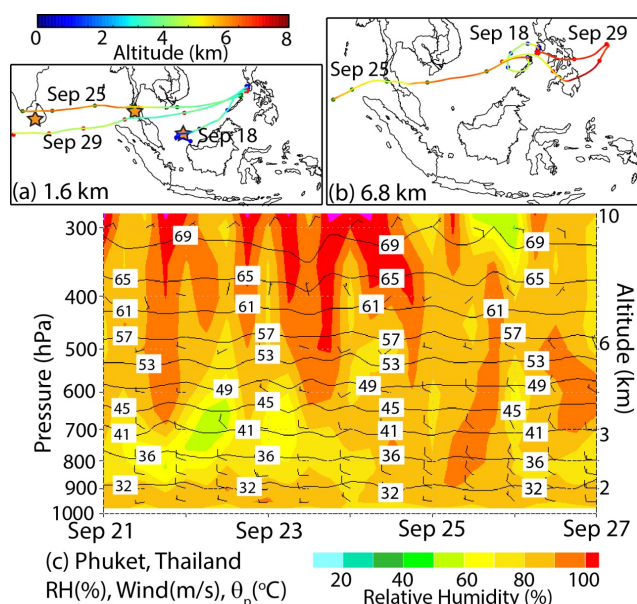 0 2 4 6 8
Altitude (km)
Sep 25
Sep 29
Sep 18
(a) 1.6 km
Sep 18 Sep 29
Sep 25
(b) 6.8 km
300
400
500
600
700
800
900
1000
Pressure (hPa)
10
6
3
2
Altitude (km)
69 69 69
65 65 65
61 61 61
57 57 57 57
53 53 53 53
49 49 49
45 45 45 45
41 41 41 41
36 36 36 36
32 32 32 32
Sep 21 Sep 23 Sep 25 Sep 27
(c) Phuket, Thailand
RH(%), Wind(m/s), θp(°C)
20 40 60 80 100
Relative Humidity (%)